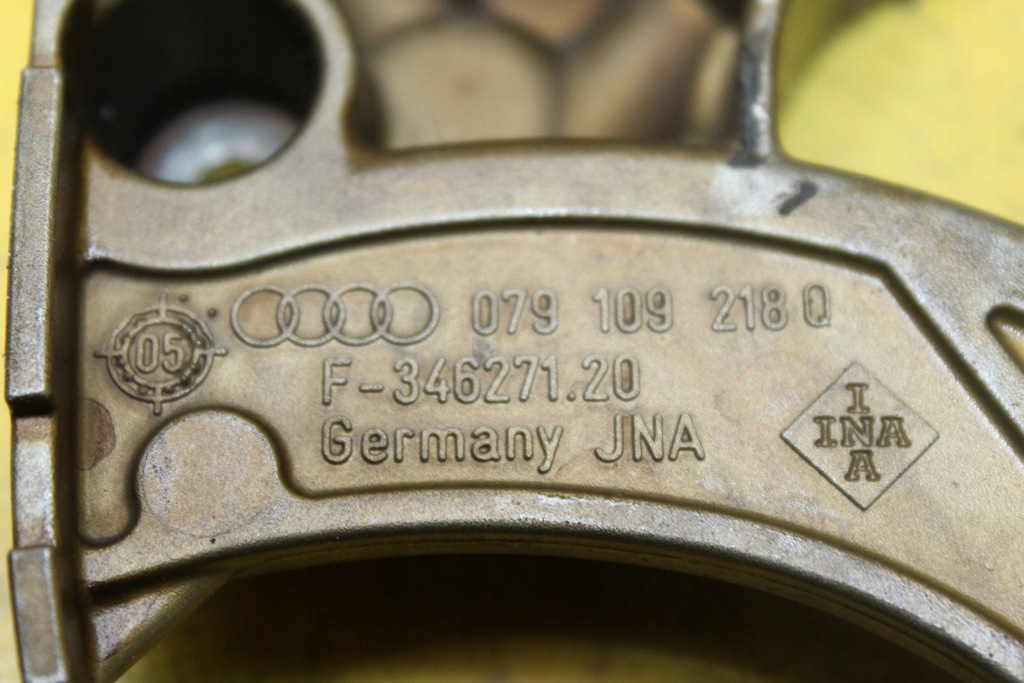 05
079 109 218 Q
F-346271.20
Germany JNA
I
INA
A